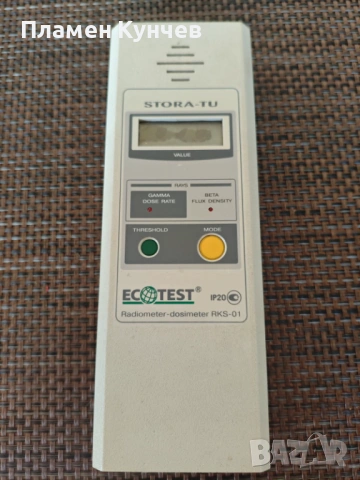 Пламен Кунчев
STORA-TU
VALUE
RAYS
GAMMA DOSE RATE
BETA FLUX DENSITY
THRESHOLD
MODE
ECOTEST®
IP20
Radiometer-dosimeter RKS-01
BAZAR